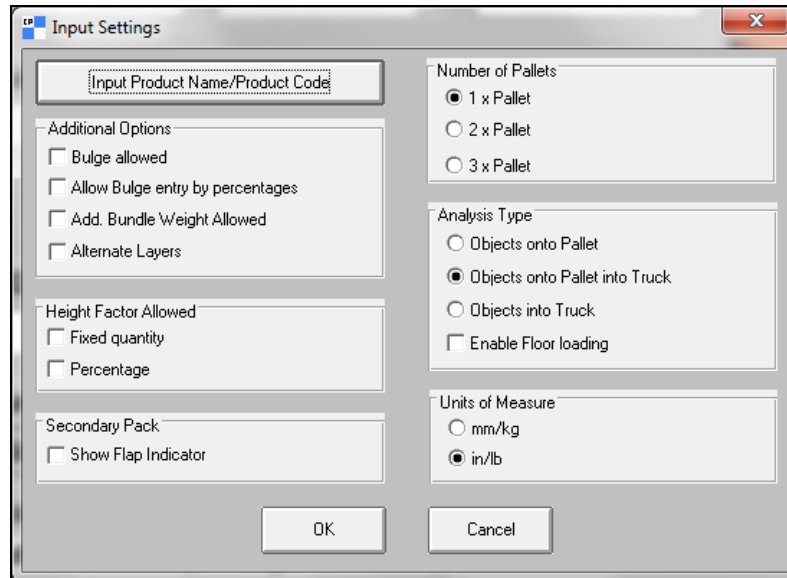 CP
Input Settings
Input Product Name/Product Code
Additional Options
Bulge allowed
Allow Bulge entry by percentages
Add. Bundle Weight Allowed
Alternate Layers
Height Factor Allowed
Fixed quantity
Percentage
Secondary Pack
Show Flap Indicator
Number of Pallets
1 x Pallet
2 x Pallet
3 x Pallet
Analysis Type
Objects onto Pallet
Objects onto Pallet into Truck
Objects into Truck
Enable Floor loading
Units of Measure
mm/kg
in/lb
OK
Cancel